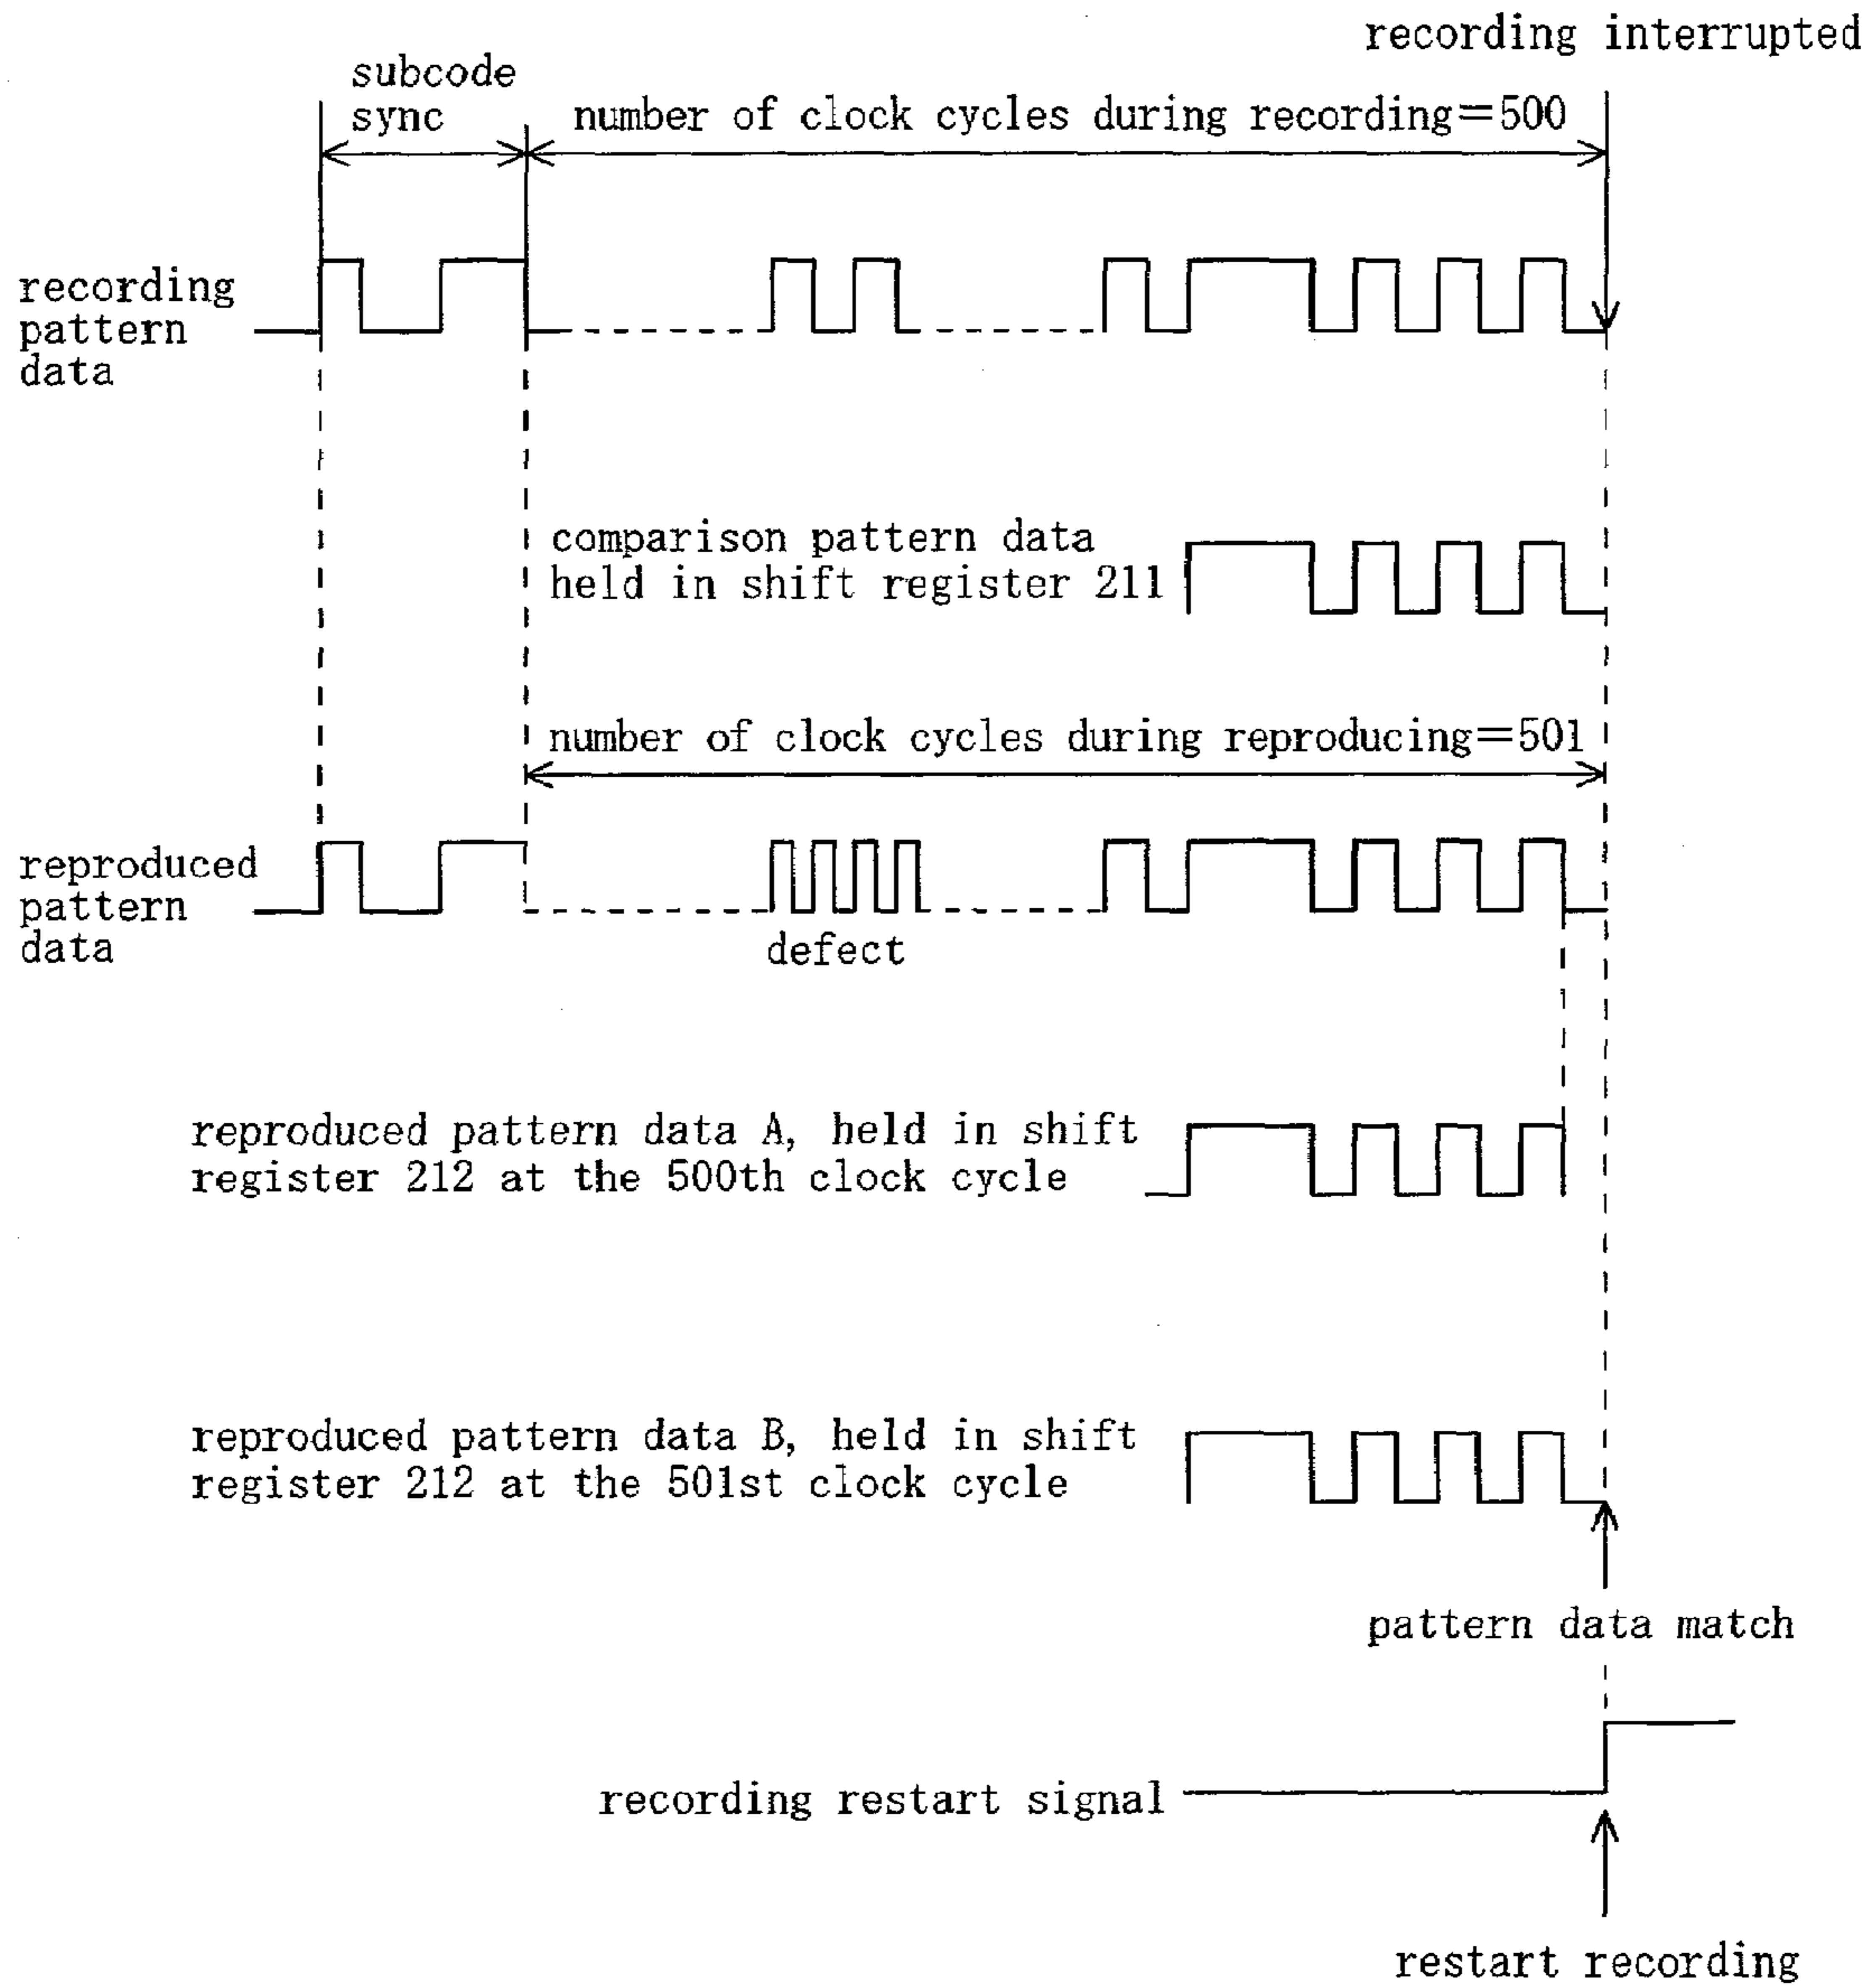 recording interrupted
subcode
sync
number of clock cycles during recording=500
recording
pattern
data
comparison pattern data
held in shift register 211
number of clock cycles during reproducing=501
reproduced
pattern
data
defect
reproduced pattern data A, held in shift
register 212 at the 500th clock cycle
reproduced pattern data B, held in shift
register 212 at the 501st clock cycle
pattern data match
recording restart signal
restart recording